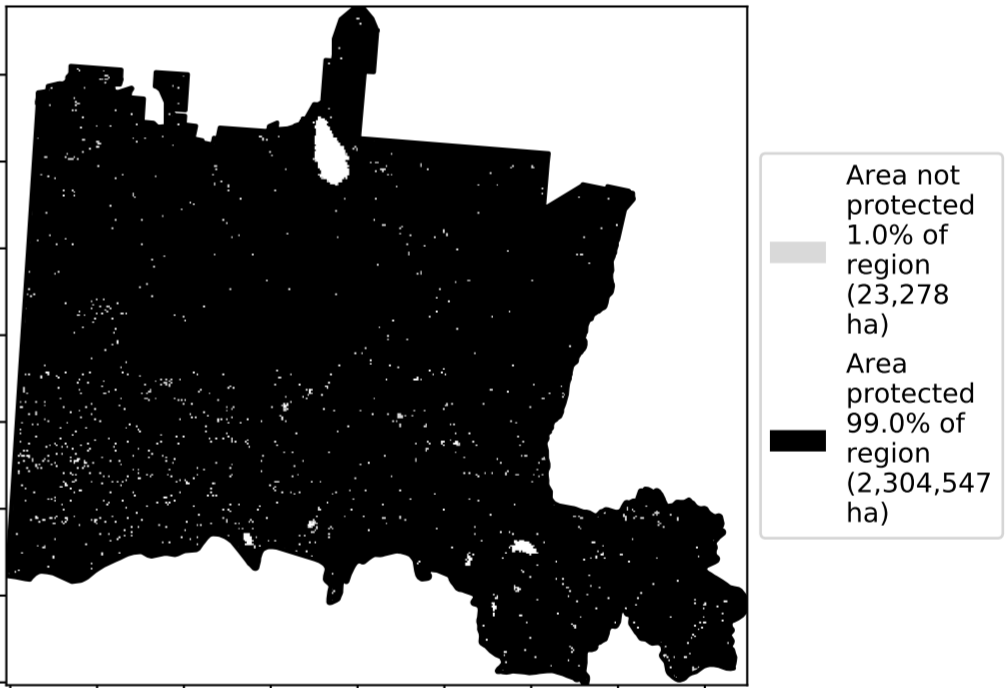 Area not
protected
1.0% of
region
(23,278
ha)
Area
protected
99.0% of
region
(2,304,547
ha)